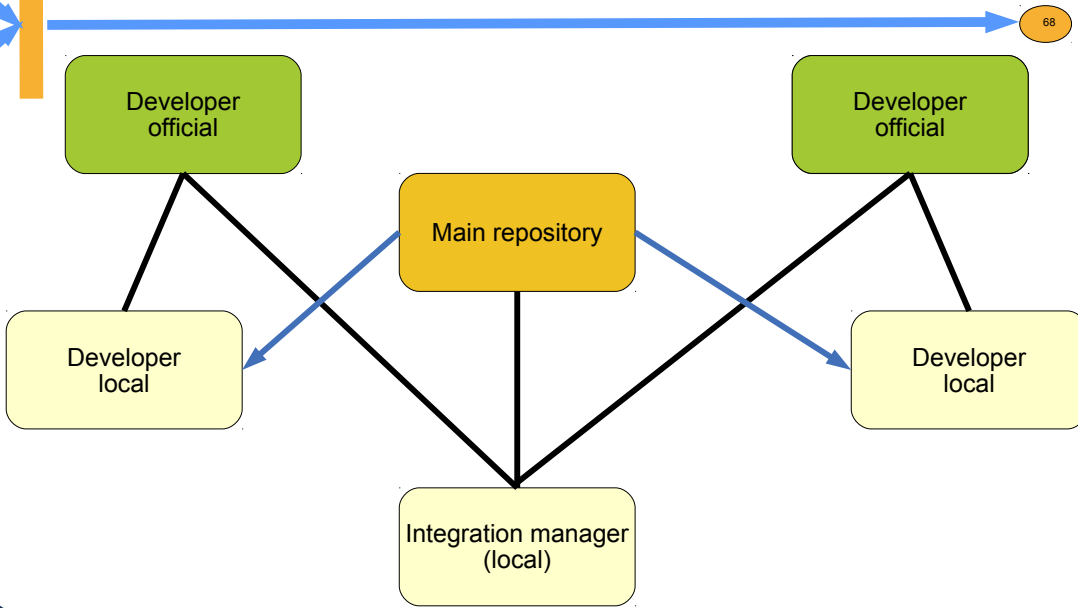 68
Developer
official
Developer
official
Main repository
Developer
local
Developer
local
Integration manager
(local)